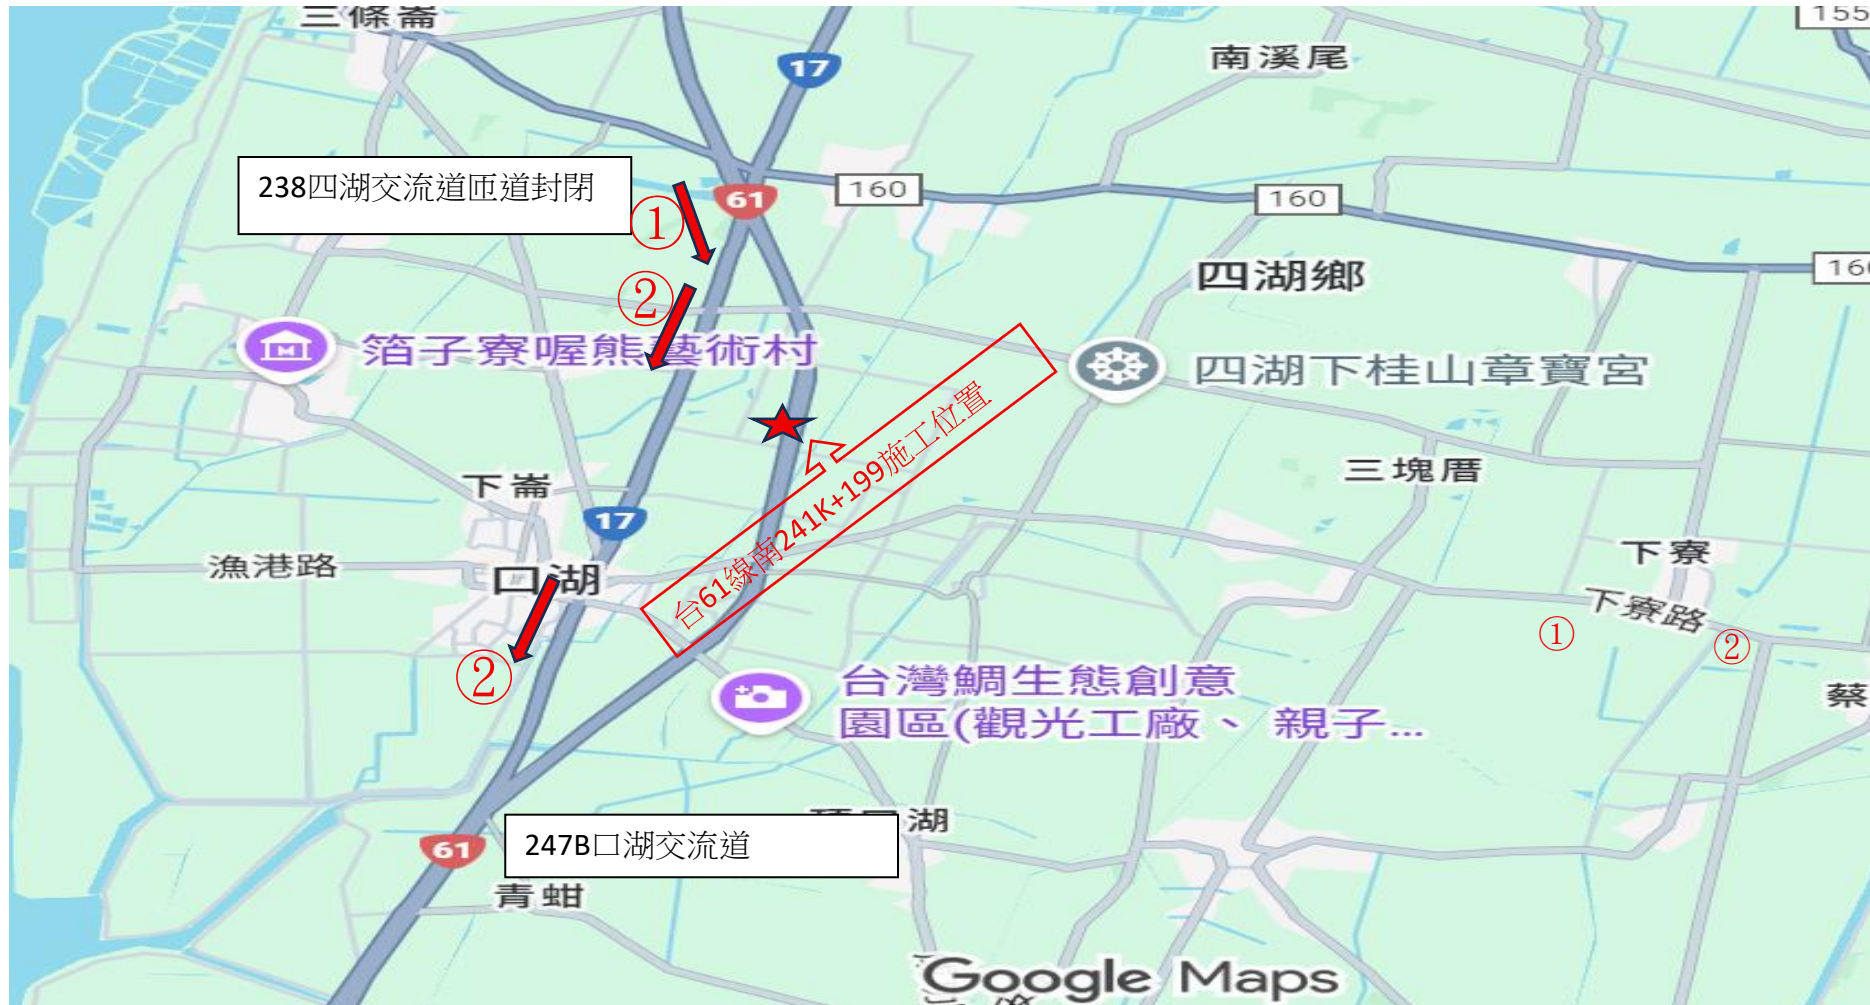 三條崙
17
155
南溪尾
238四湖交流道匝道封閉
①
61
160
160
160
②
四湖鄉
箔子寮喔熊藝術村
四湖下桂山章寶宮
台61線南241K+199施工位置
三塊厝
下崙
17
漁港路
口湖
下寮
下寮路
①
②
②
台灣鯛生態創意
園區(觀光工廠、親子...
蔡
湖
247B口湖交流道
61
青蚶
Google Maps